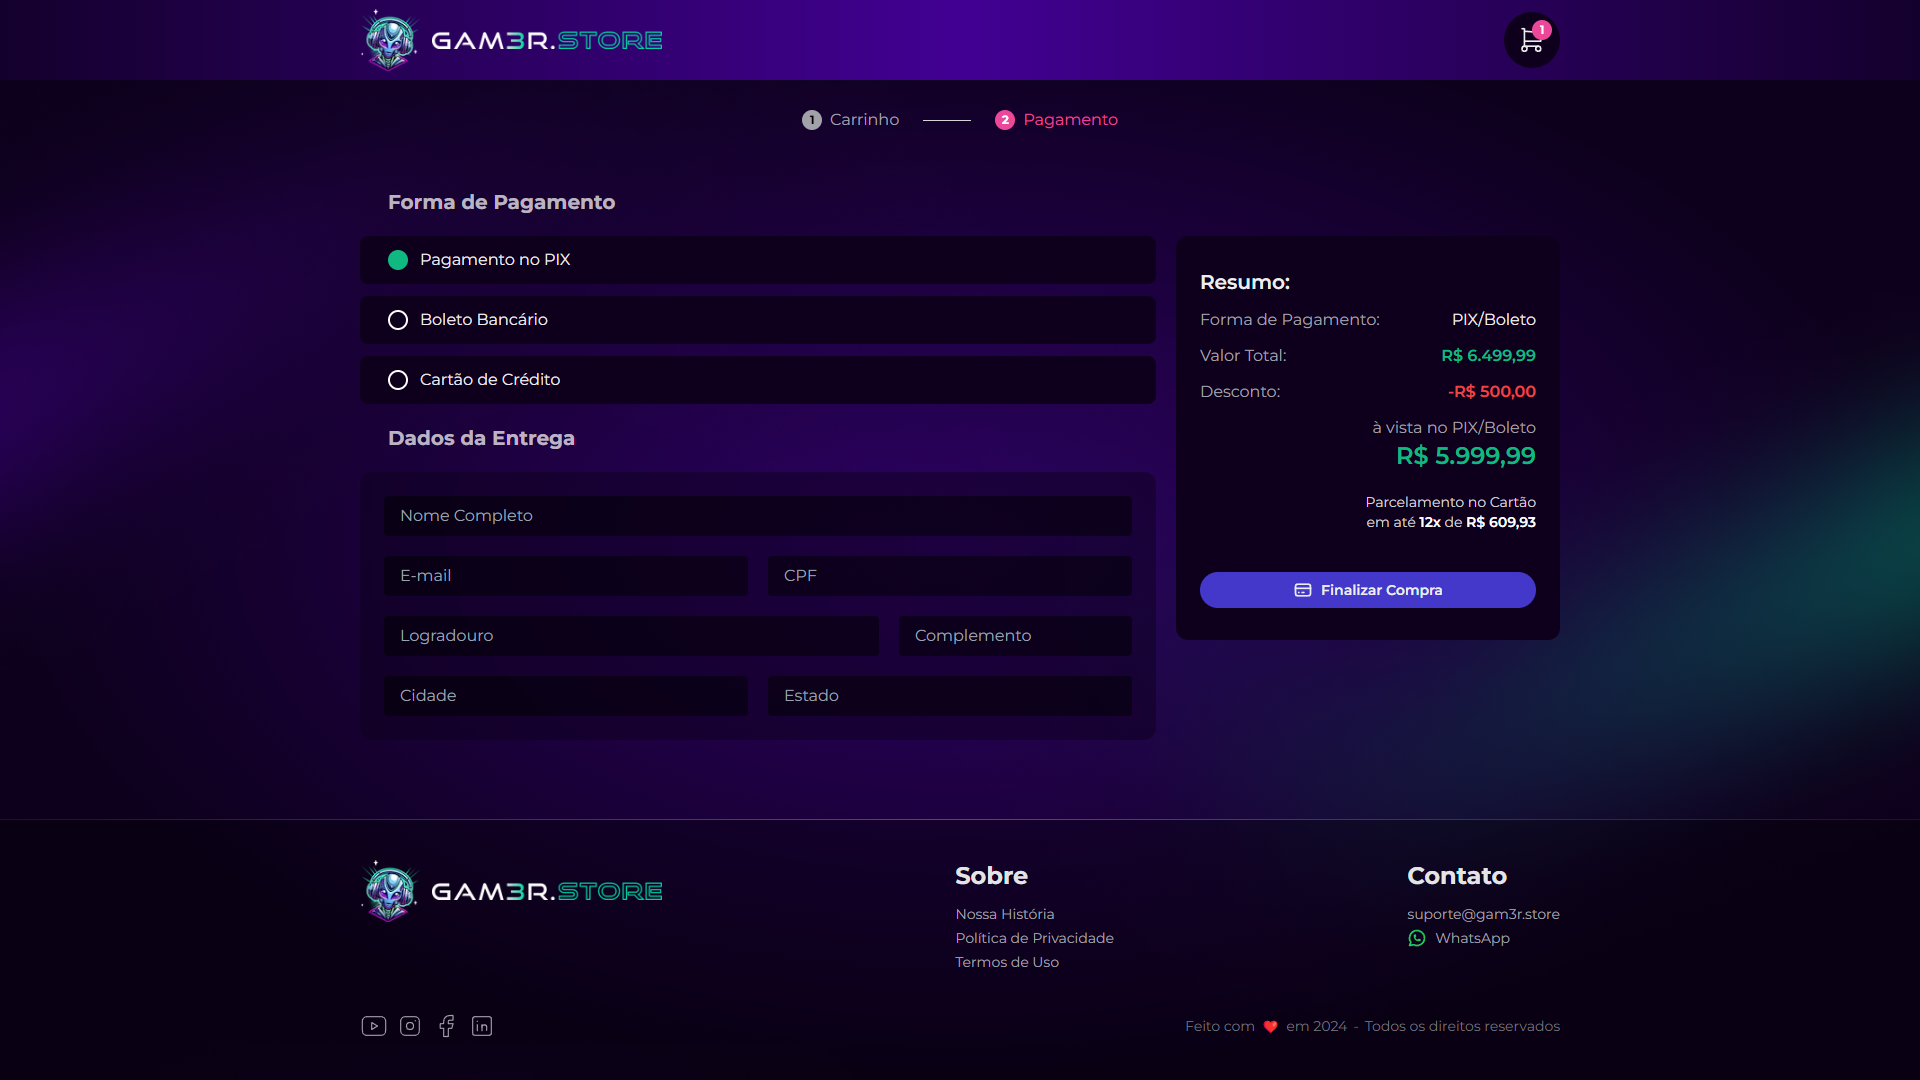 GAM3R.STORE
1
1 Carrinho
2 Pagamento
Forma de Pagamento
Pagamento no PIX
Boleto Bancário
Cartão de Crédito
Dados da Entrega
Nome Completo
E-mail
CPF
Logradouro
Complemento
Cidade
Estado
Resumo:
Forma de Pagamento: PIX/Boleto
Valor Total: R$ 6.499,99
Desconto: -R$ 500,00
à vista no PIX/Boleto
R$ 5.999,99
Parcelamento no Cartão
em até 12x de R$ 609,93
Finalizar Compra
GAM3R.STORE
Sobre
Nossa História
Política de Privacidade
Termos de Uso
Contato
suporte@gam3r.store
WhatsApp
in
Feito com ❤ em 2024 - Todos os direitos reservados